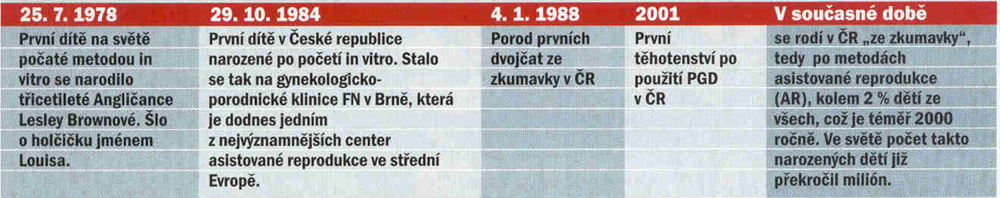 25. 7. 1978
První dítě na světě
počaté metodou in
vitro se narodilo
třicetileté Angličance
Lesley Brownové. Šlo
o holčičku jménem
Louisa.
29. 10. 1984
První dítě v České republice
narozené po početí in vitro. Stalo
se tak na gynekologicko-
porodnické klinice FN v Brně, která
je dodnes jedním
z nejvýznamnějších center
asistované reprodukce ve střední
Evropě.
4. 1. 1988
Porod prvních
dvojčat ze
zkumavky v ČR
2001
První
těhotenství po
použití PGD
v ČR
V současné době
se rodí v ČR „ze zkumavky“,
tedy po metodách
asistované reprodukce
(AR), kolem 2 % dětí ze
všech, což je téměř 2000
ročně. Ve světě počet takto
narozených dětí již
překročil milión.